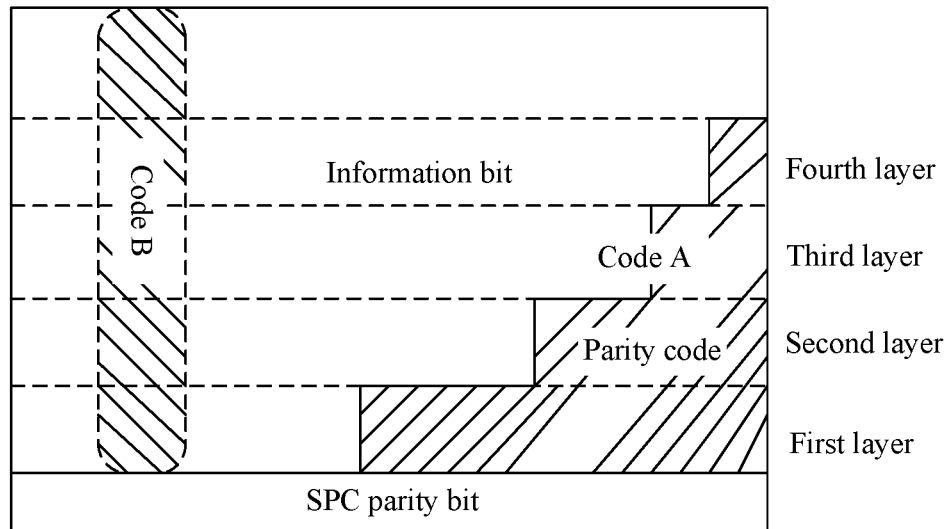 Information bit
Fourth layer
Code B
Code A
Third layer
Parity code
Second layer
First layer
SPC parity bit